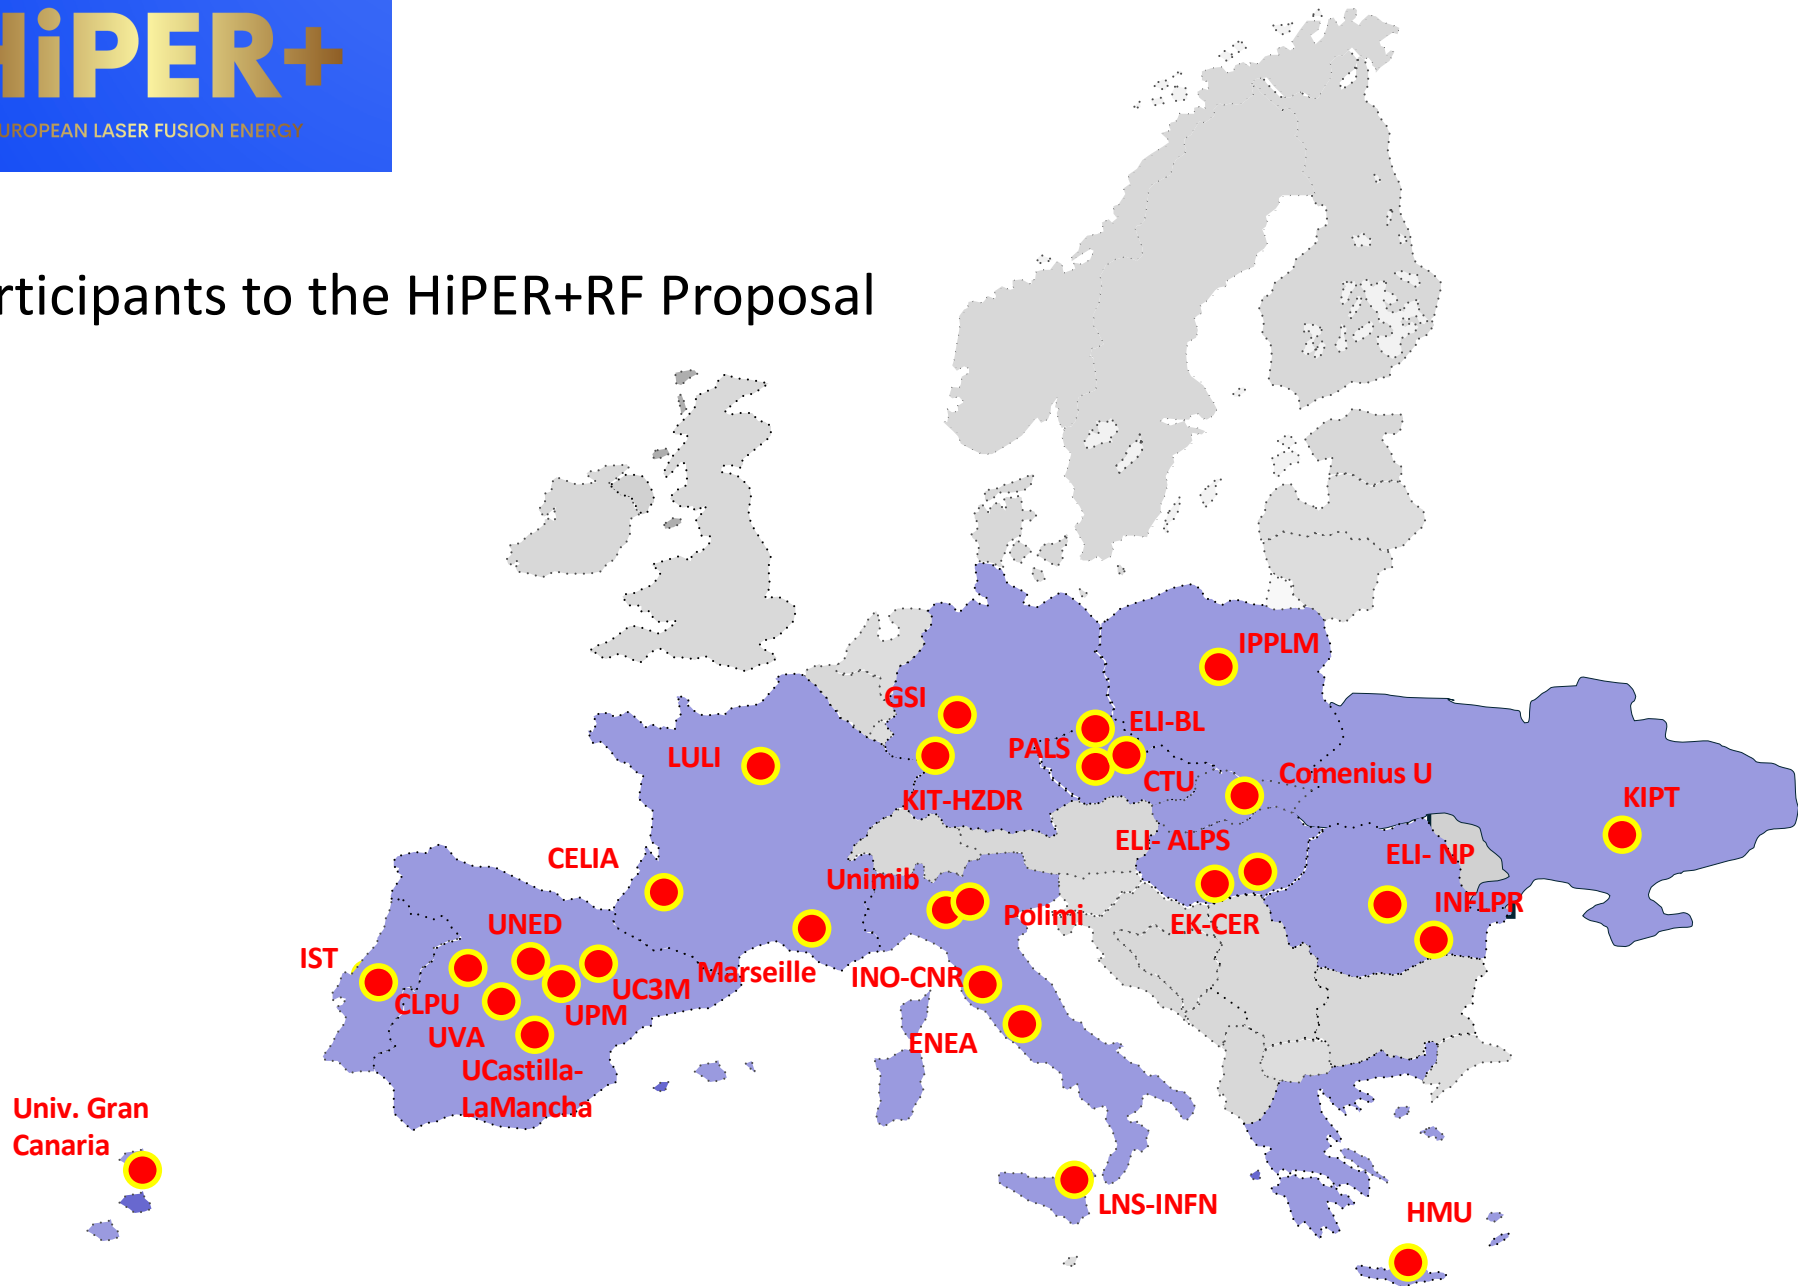 HiPER+
UROPEAN LASER FUSION ENERGY
rticipants to the HiPER+RF Proposal
IPPLM
GSI
ELI-BL
PALS
LULI
CTU
Comenius U
KIT-HZDR
KIPT
ELI- ALPS
ELI- NP
CELIA
Unimib
INFLPR
Polimi
UNED
EK-CER
IST
Marseille
INO-CNR
UC3M
CLPU
UPM
UVA
ENEA
UCastilla-
LaMancha
Univ. Gran
Canaria
LNS-INFN
HMU